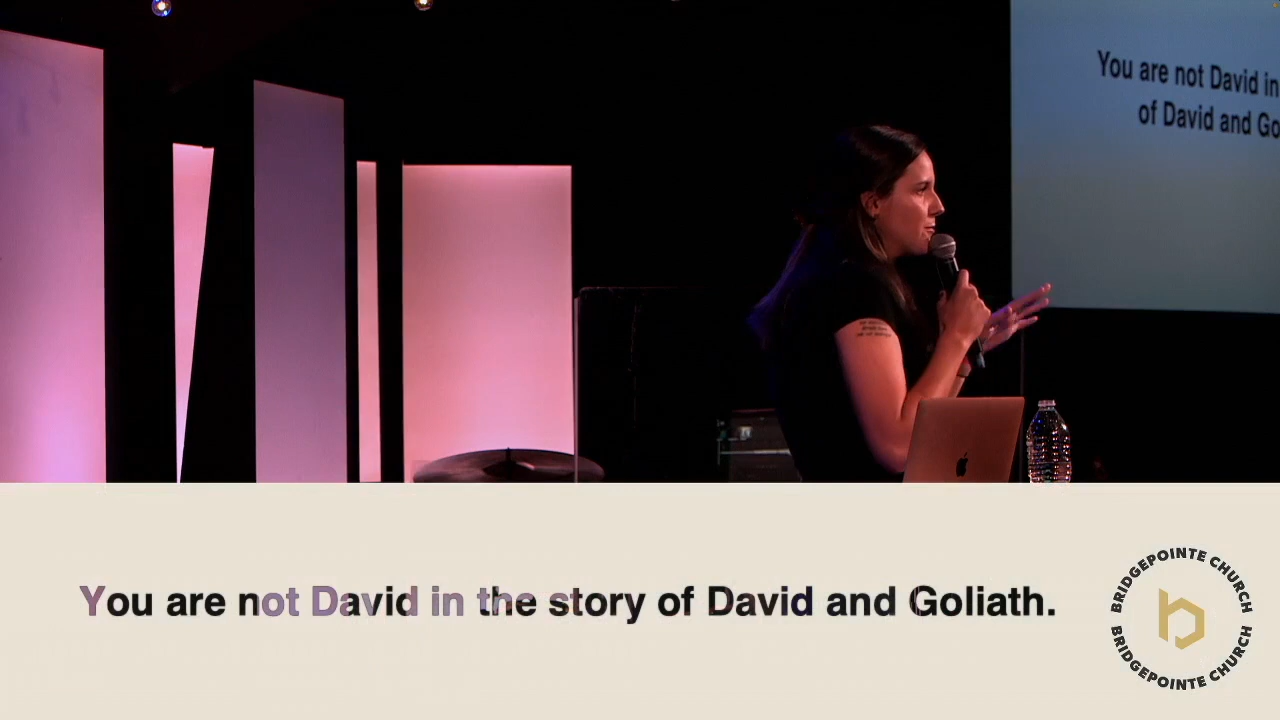 You are not David in
of David and Go
You are not David in the story of David and Goliath.
BRIDGEPOINTE CHURCH
BRIDGEPOINTE CHURCH